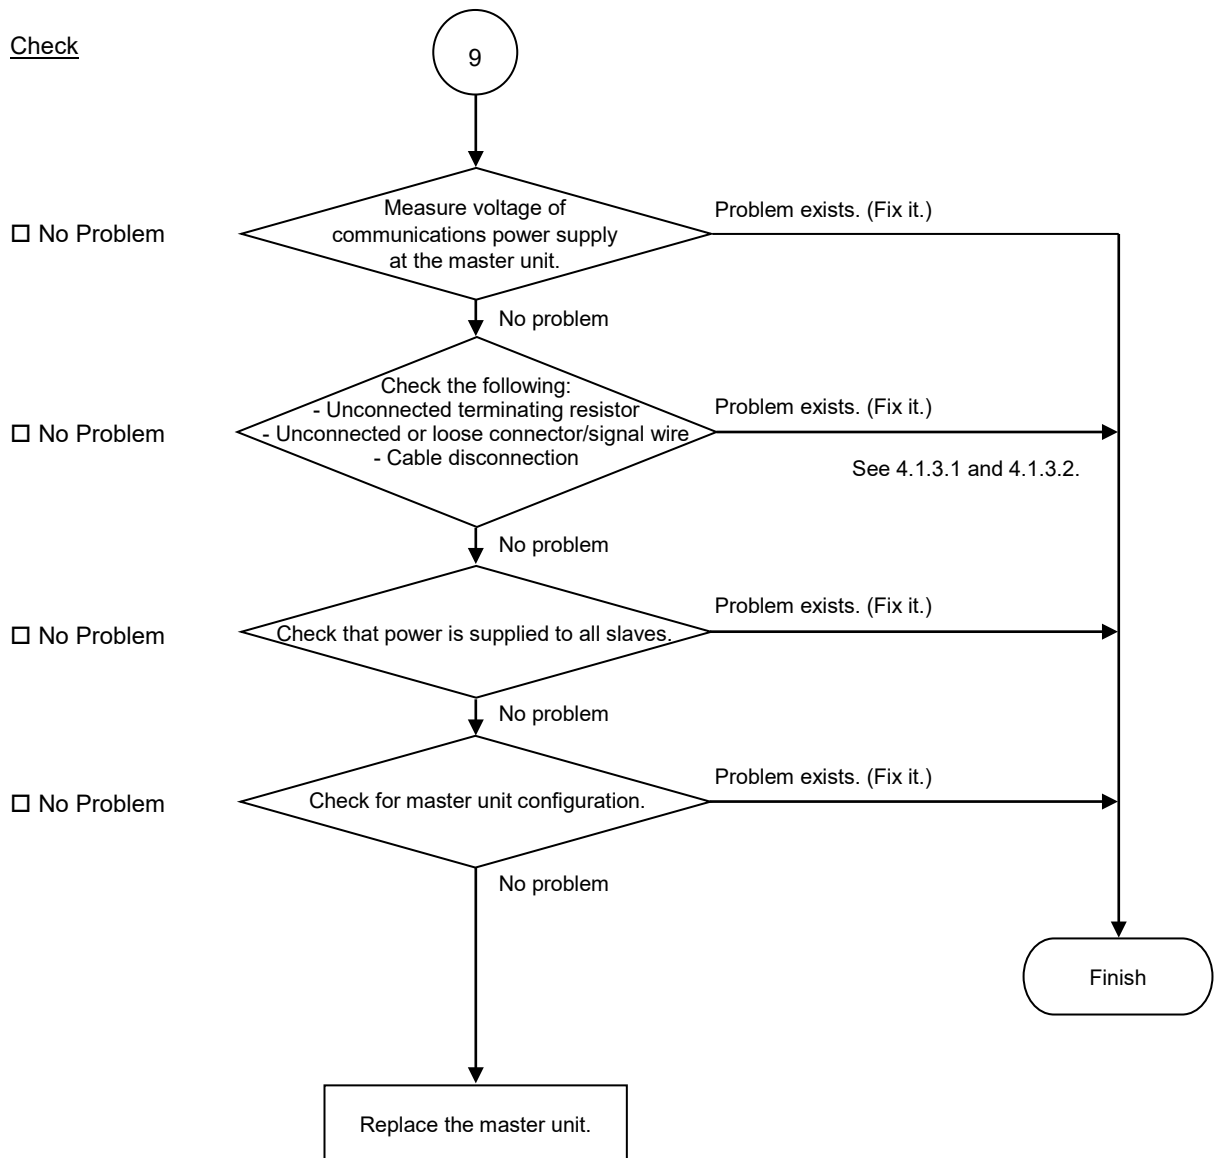 Check
9
Measure voltage of
communications power supply
at the master unit.
Problem exists. (Fix it.)
☐ No Problem
No problem
Check the following:
- Unconnected terminating resistor
- Unconnected or loose connector/signal wire
- Cable disconnection
Problem exists. (Fix it.)
☐ No Problem
See 4.1.3.1 and 4.1.3.2.
No problem
Problem exists. (Fix it.)
☐ No Problem
Check that power is supplied to all slaves.
No problem
Problem exists. (Fix it.)
☐ No Problem
Check for master unit configuration.
No problem
Finish
Replace the master unit.